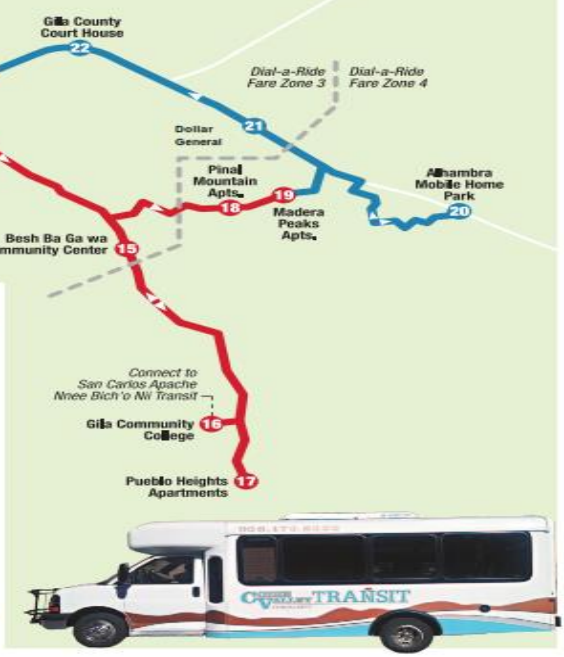 Gila County
Court House
22
Dial-a-Ride
Fare Zone 3
Dial-a-Ride
Fare Zone 4
21
Dollar
General
Pinal
Mountain
Apts.
18
19
Madera
Peaks
Apts.
Alhambra
Mobile Home
Park
20
Besh Ba Ga wa
mmunity Center
15
Connect to
San Carlos Apache
Nnee Bich'o Nii Transit
16
Gila Community
College
Pueblo Heights
Apartments
17
COPPER
VALLEY TRANSIT